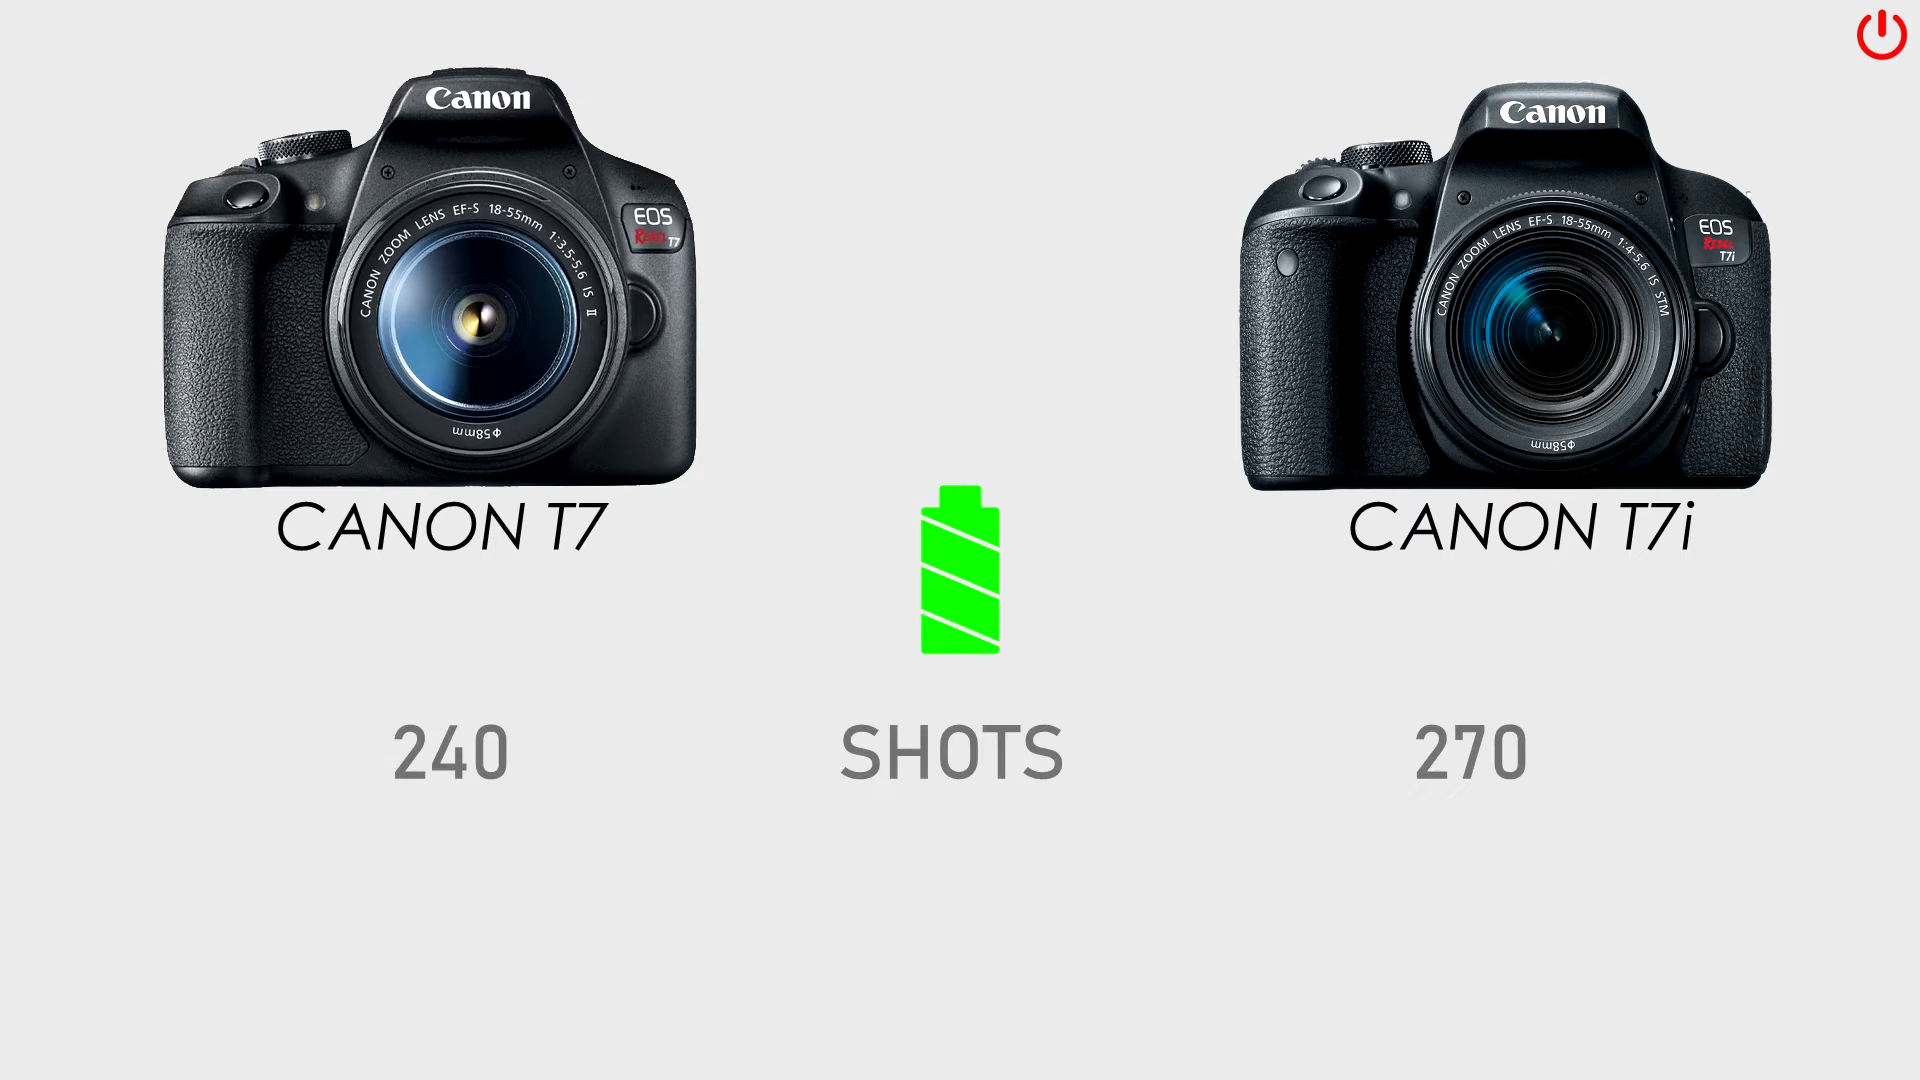 Canon
CANON ZOOM LENS EF-S 18-55mm 1:3.5-5.6 IS II
EOS
Rebel T7
Φ58mm
CANON T7
Canon
CANON ZOOM LENS EF-S 18-55mm 1:4-5.6 IS STM
EOS
Rebel
T7i
Φ58mm
CANON T7i
240 SHOTS 270